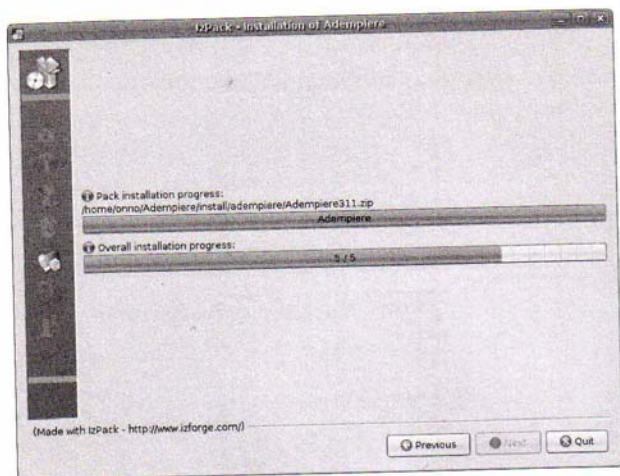 IzPack - Installation of Adempiere
Pack installation progress:
/home/onno/Adempiere/install/adempiere/Adempiere311.zip
Adempiere
Overall installation progress:
5 / 5
(Made with IzPack - http://www.izforge.com/)
Previous
Next
Quit